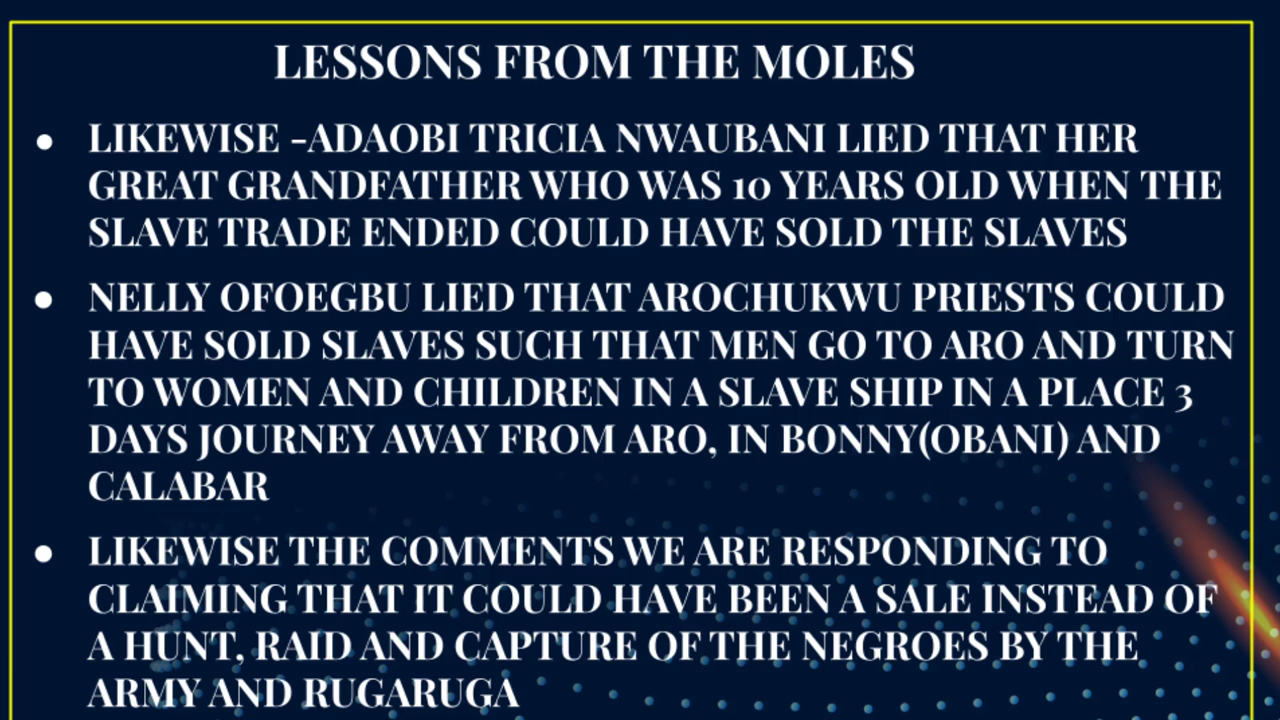 LESSONS FROM THE MOLES
• LIKEWISE -ADAOBI TRICIA NWAUBANI LIED THAT HER
GREAT GRANDFATHER WHO WAS 10 YEARS OLD WHEN THE
SLAVE TRADE ENDED COULD HAVE SOLD THE SLAVES
• NELLY OFOEGBU LIED THAT AROCHUKWU PRIESTS COULD
HAVE SOLD SLAVES SUCH THAT MEN GO TO ARO AND TURN
TO WOMEN AND CHILDREN IN A SLAVE SHIP IN A PLACE 3
DAYS JOURNEY AWAY FROM ARO, IN BONNY(OBANI) AND
CALABAR
• LIKEWISE THE COMMENTS WE ARE RESPONDING TO
CLAIMING THAT IT COULD HAVE BEEN A SALE INSTEAD OF
A HUNT, RAID AND CAPTURE OF THE NEGROES BY THE
ARMY AND RUGARUGA